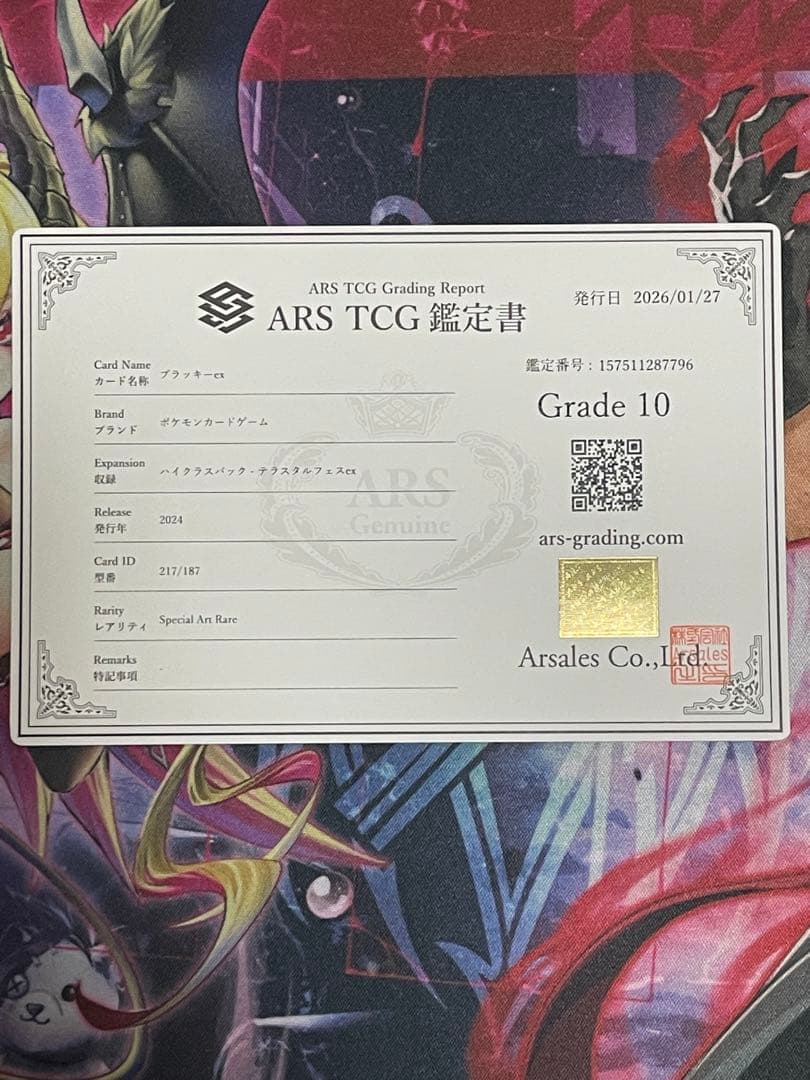 ARS TCG Grading Report
ARS TCG 鑑定書
発行日 2026/01/27
Card Name
カード名称 ブラッキーex
Brand
ブランド ポケモンカードゲーム
Expansion
収録 ハイクラスパック - テラスタルフェスex
Release
発行年 2024
Card ID
型番 217/187
Rarity
レアリティ Special Art Rare
Remarks
特記事項 -
ARS
Genuine
鑑定番号：157511287796
Grade 10
ars-grading.com
Arsales Co.,Ltd.
株式会社
Arsales